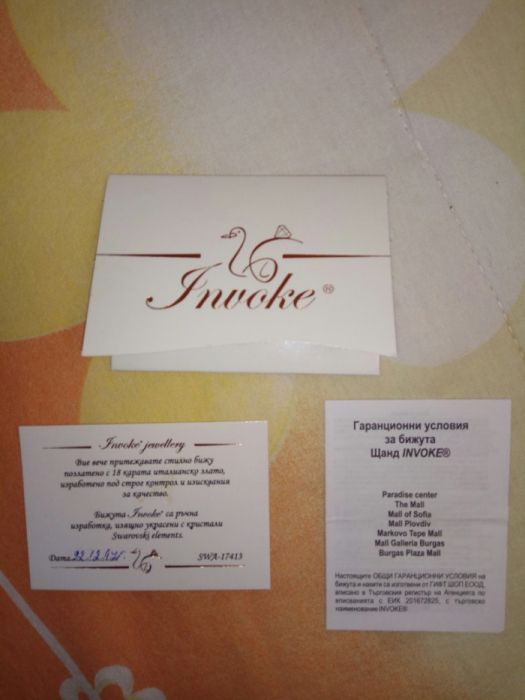 Invoke®
Invoke® jewellery
Вие вече притежавате стилно бижу
позлатено с 18 карата италианско злато,
изработено под строг контрол и изисквания
за качество.
Бижута Invoke® са ръчна
изработка, изящно украсени с кристали
Swarovski elements.
Дата: 22.12.17г.
SWA-17413
Гаранционни условия
за бижута
Щанд INVOKE®
Paradise center
The Mall
Mall of Sofia
Mall Plovdiv
Markovo Tepe Mall
Mall Galleria Burgas
Burgas Plaza Mall
Настоящите ОБЩИ ГАРАНЦИОННИ УСЛОВИЯ на
бижута и накити са изготвени от ГИФТ ШОП ЕООД,
вписано в Търговския регистър на Агенцията по
вписванията с ЕИК 201672825, с търговско
наименование INVOKE®